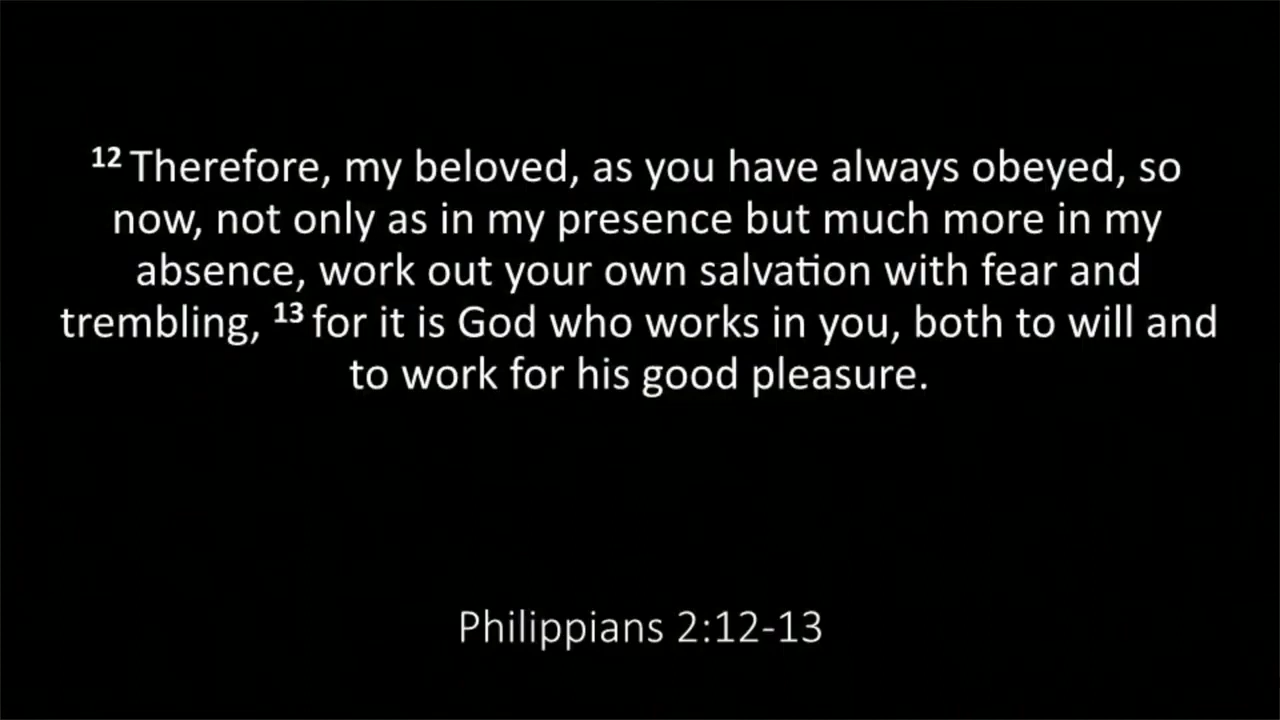 12 Therefore, my beloved, as you have always obeyed, so
now, not only as in my presence but much more in my
absence, work out your own salvation with fear and
trembling, 13 for it is God who works in you, both to will and
to work for his good pleasure.
Philippians 2:12-13